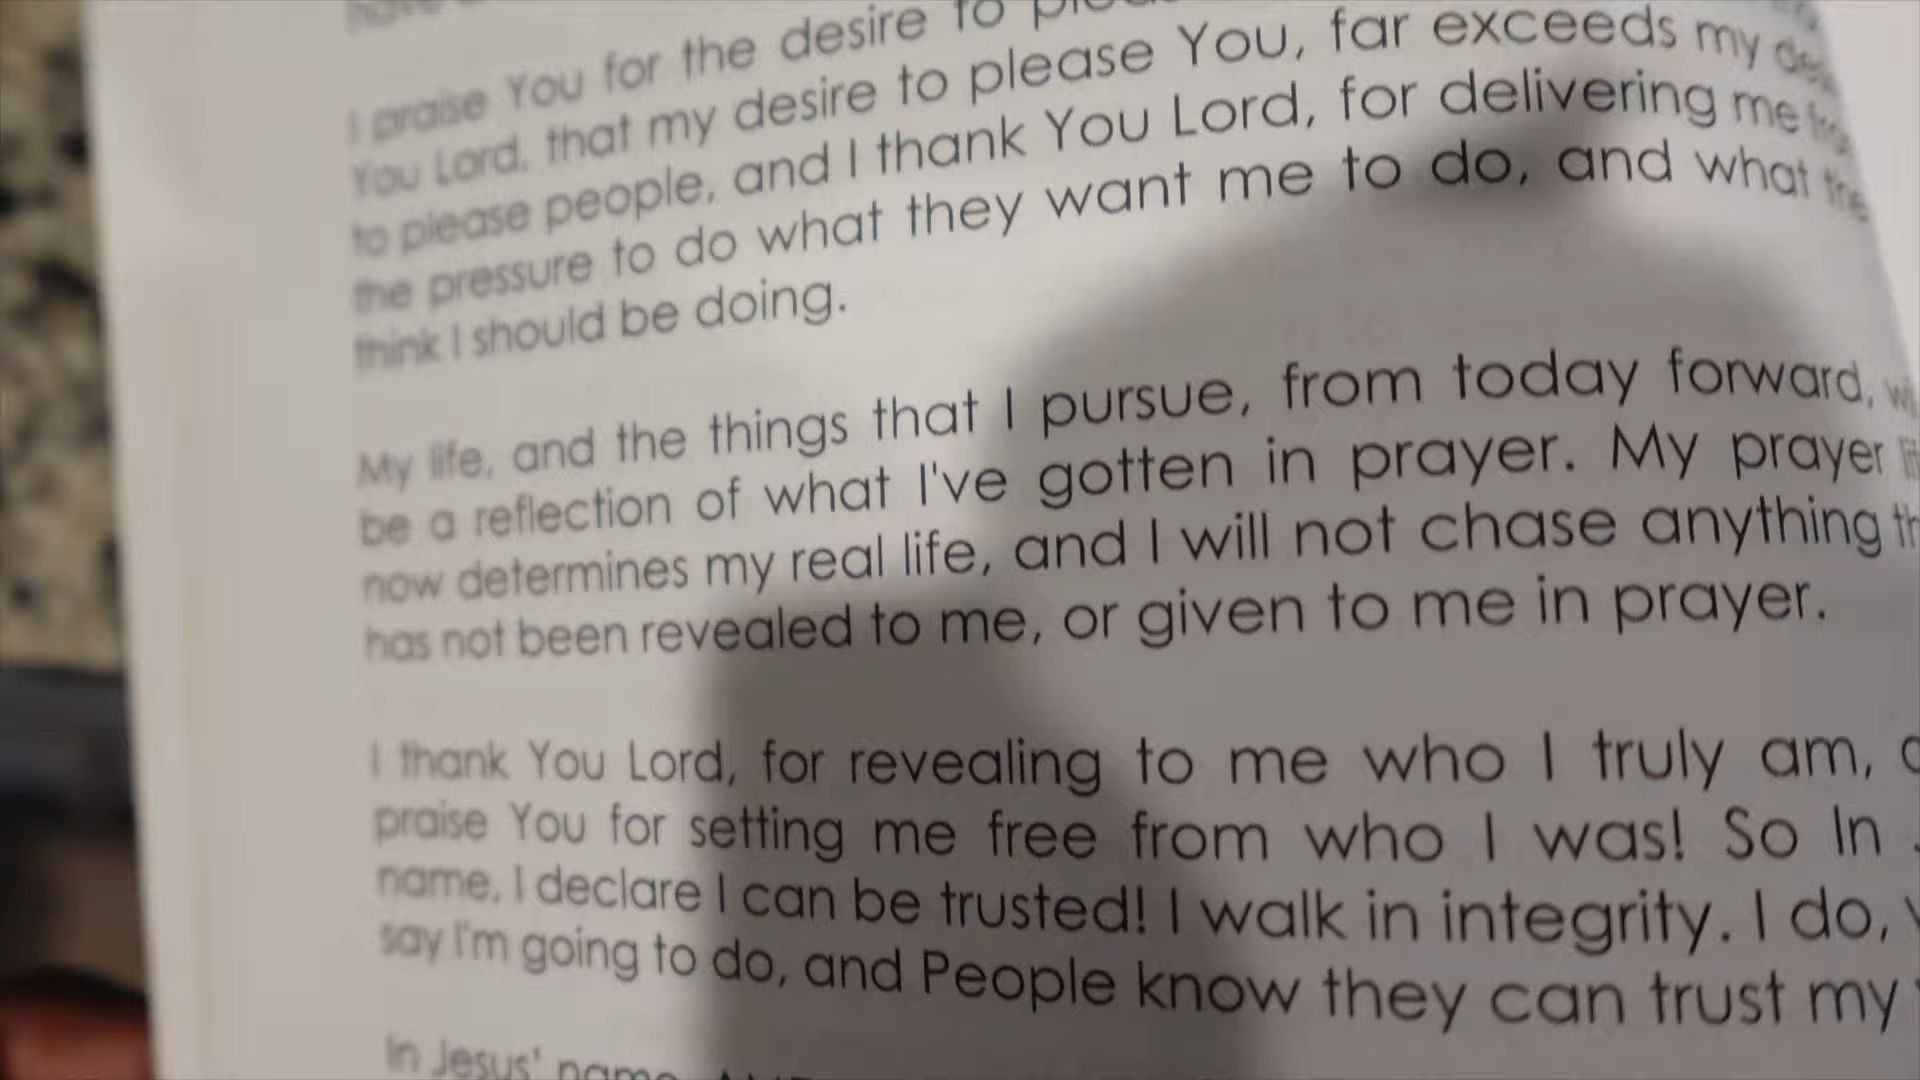 I praise You for the desire to
You Lord, that my desire to please You, far exceeds my
to please people, and I thank You Lord, for delivering me
the pressure to do what they want me to do, and what
think I should be doing.
My life, and the things that I pursue, from today forward,
be a reflection of what I've gotten in prayer. My prayer
now determines my real life, and I will not chase anything
has not been revealed to me, or given to me in prayer.
I thank You Lord, for revealing to me who I truly am,
praise You for setting me free from who I was! So In
name, I declare I can be trusted! I walk in integrity. I do,
say I'm going to do, and People know they can trust my
In Jesus' name